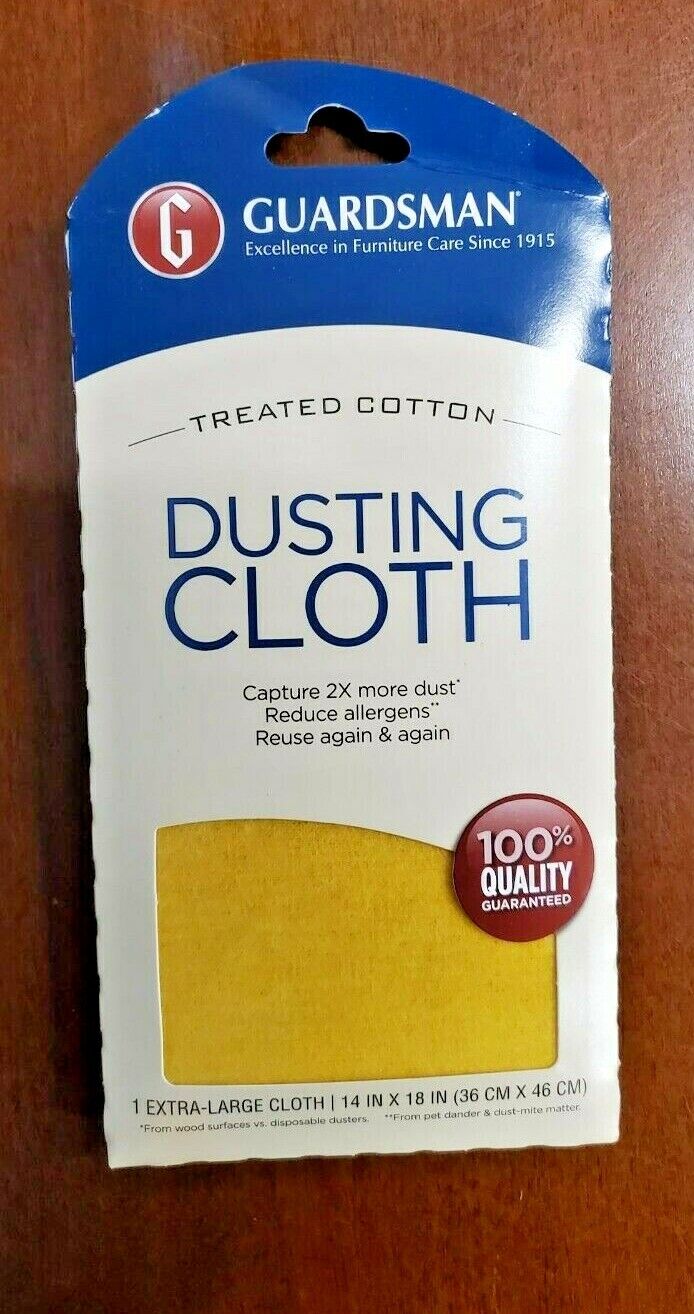 G
GUARDSMAN®
Excellence in Furniture Care Since 1915
TREATED COTTON
DUSTING
CLOTH
Capture 2X more dust*
Reduce allergens**
Reuse again & again
100%
QUALITY
GUARANTEED
1 EXTRA-LARGE CLOTH | 14 IN X 18 IN (36 CM X 46 CM)
*From wood surfaces vs. disposable dusters. **From pet dander & dust-mite matter.